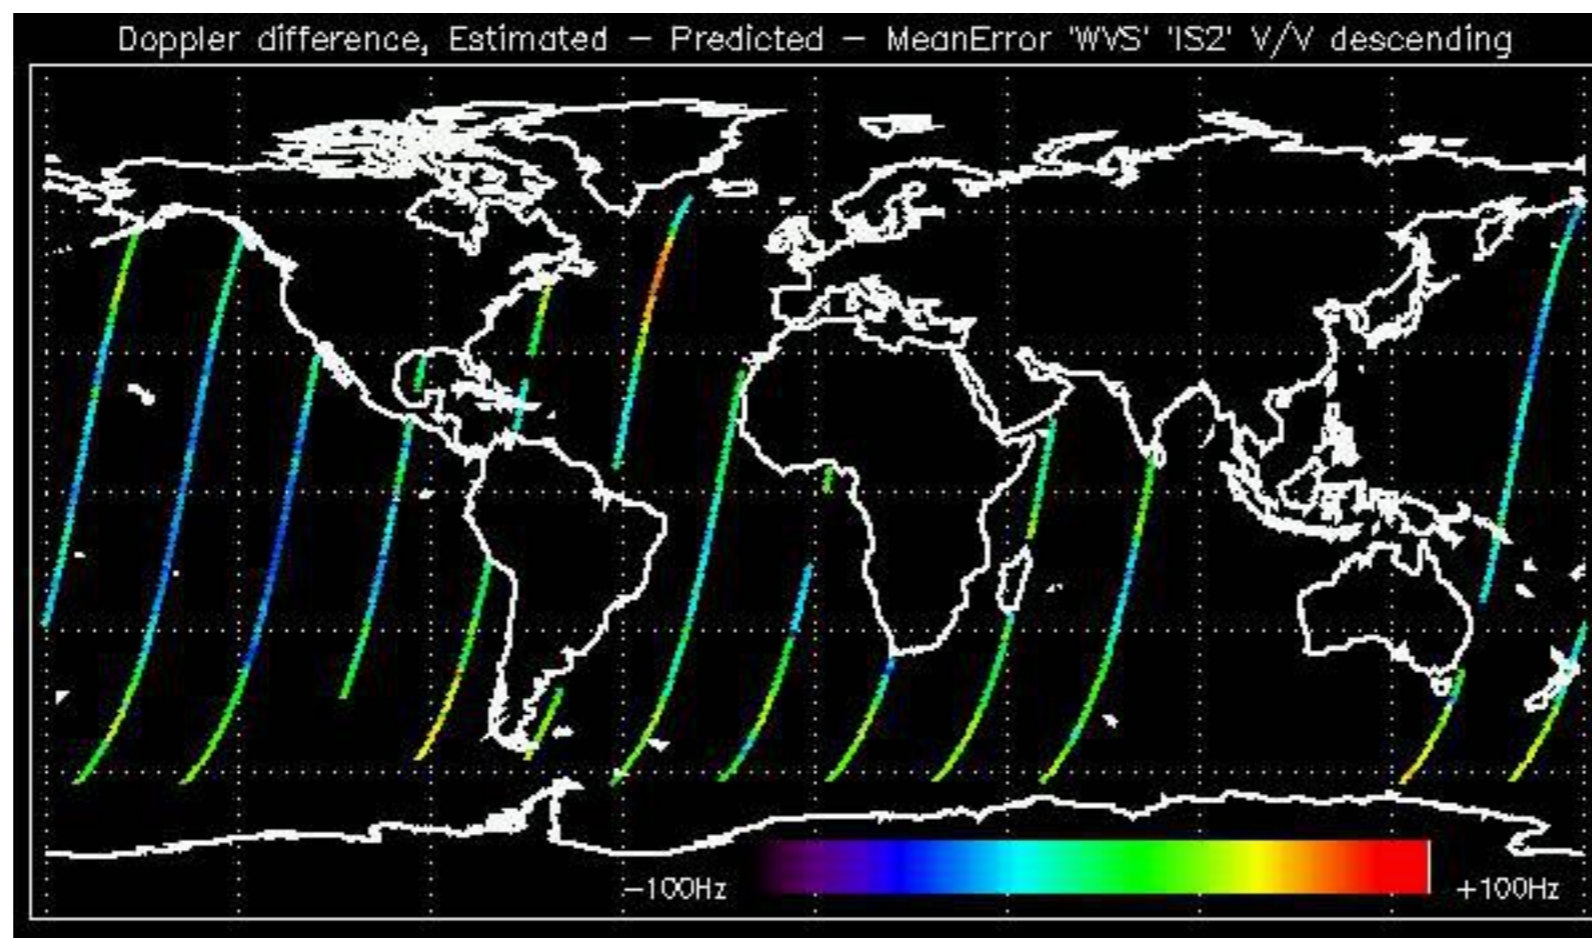 Doppler difference, Estimated – Predicted – MeanError 'WVS' 'IS2' V/V descending
–100Hz
+100Hz